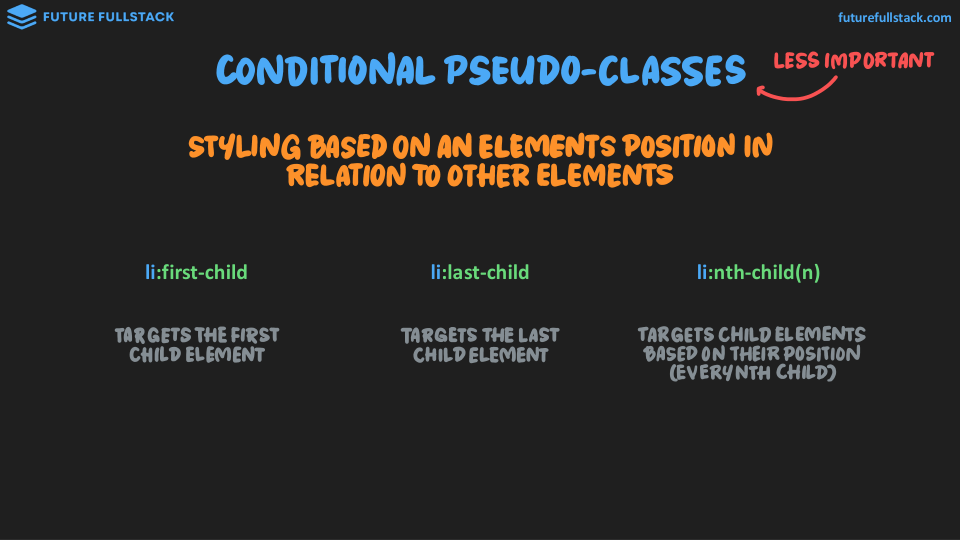 FUTURE FULLSTACK
futurefullstack.com
CONDITIONAL PSEUDO-CLASSES
LESS IMPORTANT
STYLING BASED ON AN ELEMENTS POSITION IN
RELATION TO OTHER ELEMENTS
li:first-child
li:last-child
li:nth-child(n)
TARGETS THE FIRST
CHILD ELEMENT
TARGETS THE LAST
CHILD ELEMENT
TARGETS CHILD ELEMENTS
BASED ON THEIR POSITION
(EVERY NTH CHILD)